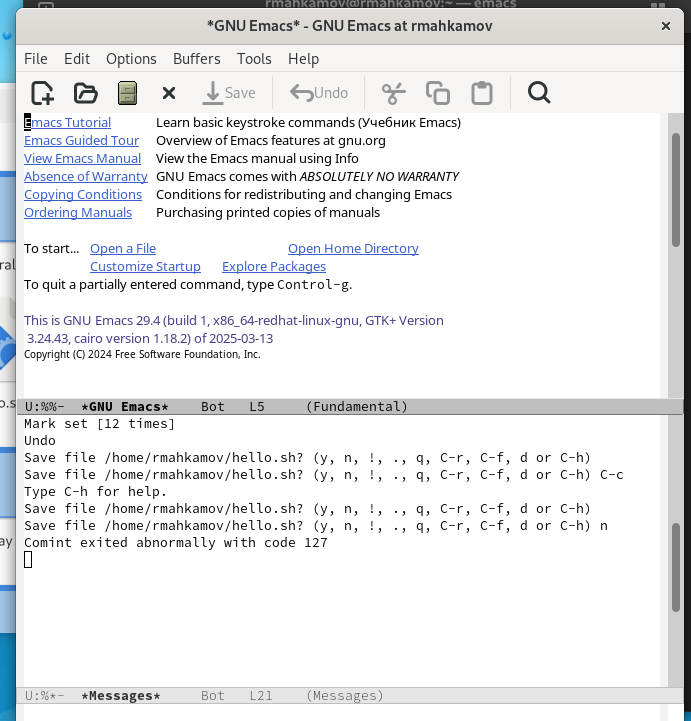 rmahkamov@rmahkamov:~ — emacs
*GNU Emacs* - GNU Emacs at rmahkamov
File Edit Options Buffers Tools Help
Save Undo
Emacs Tutorial Learn basic keystroke commands (Учебник Emacs)
Emacs Guided Tour Overview of Emacs features at gnu.org
View Emacs Manual View the Emacs manual using Info
Absence of Warranty GNU Emacs comes with ABSOLUTELY NO WARRANTY
Copying Conditions Conditions for redistributing and changing Emacs
Ordering Manuals Purchasing printed copies of manuals
To start... Open a File Open Home Directory
Customize Startup Explore Packages
To quit a partially entered command, type Control-g.
This is GNU Emacs 29.4 (build 1, x86_64-redhat-linux-gnu, GTK+ Version
3.24.43, cairo version 1.18.2) of 2025-03-13
Copyright (C) 2024 Free Software Foundation, Inc.
U:%%- *GNU Emacs* Bot L5 (Fundamental)
Mark set [12 times]
Undo
Save file /home/rmahkamov/hello.sh? (y, n, !, ., q, C-r, C-f, d or C-h)
Save file /home/rmahkamov/hello.sh? (y, n, !, ., q, C-r, C-f, d or C-h) C-c
Type C-h for help.
Save file /home/rmahkamov/hello.sh? (y, n, !, ., q, C-r, C-f, d or C-h)
Save file /home/rmahkamov/hello.sh? (y, n, !, ., q, C-r, C-f, d or C-h) n
Comint exited abnormally with code 127
U:%*- *Messages* Bot L21 (Messages)